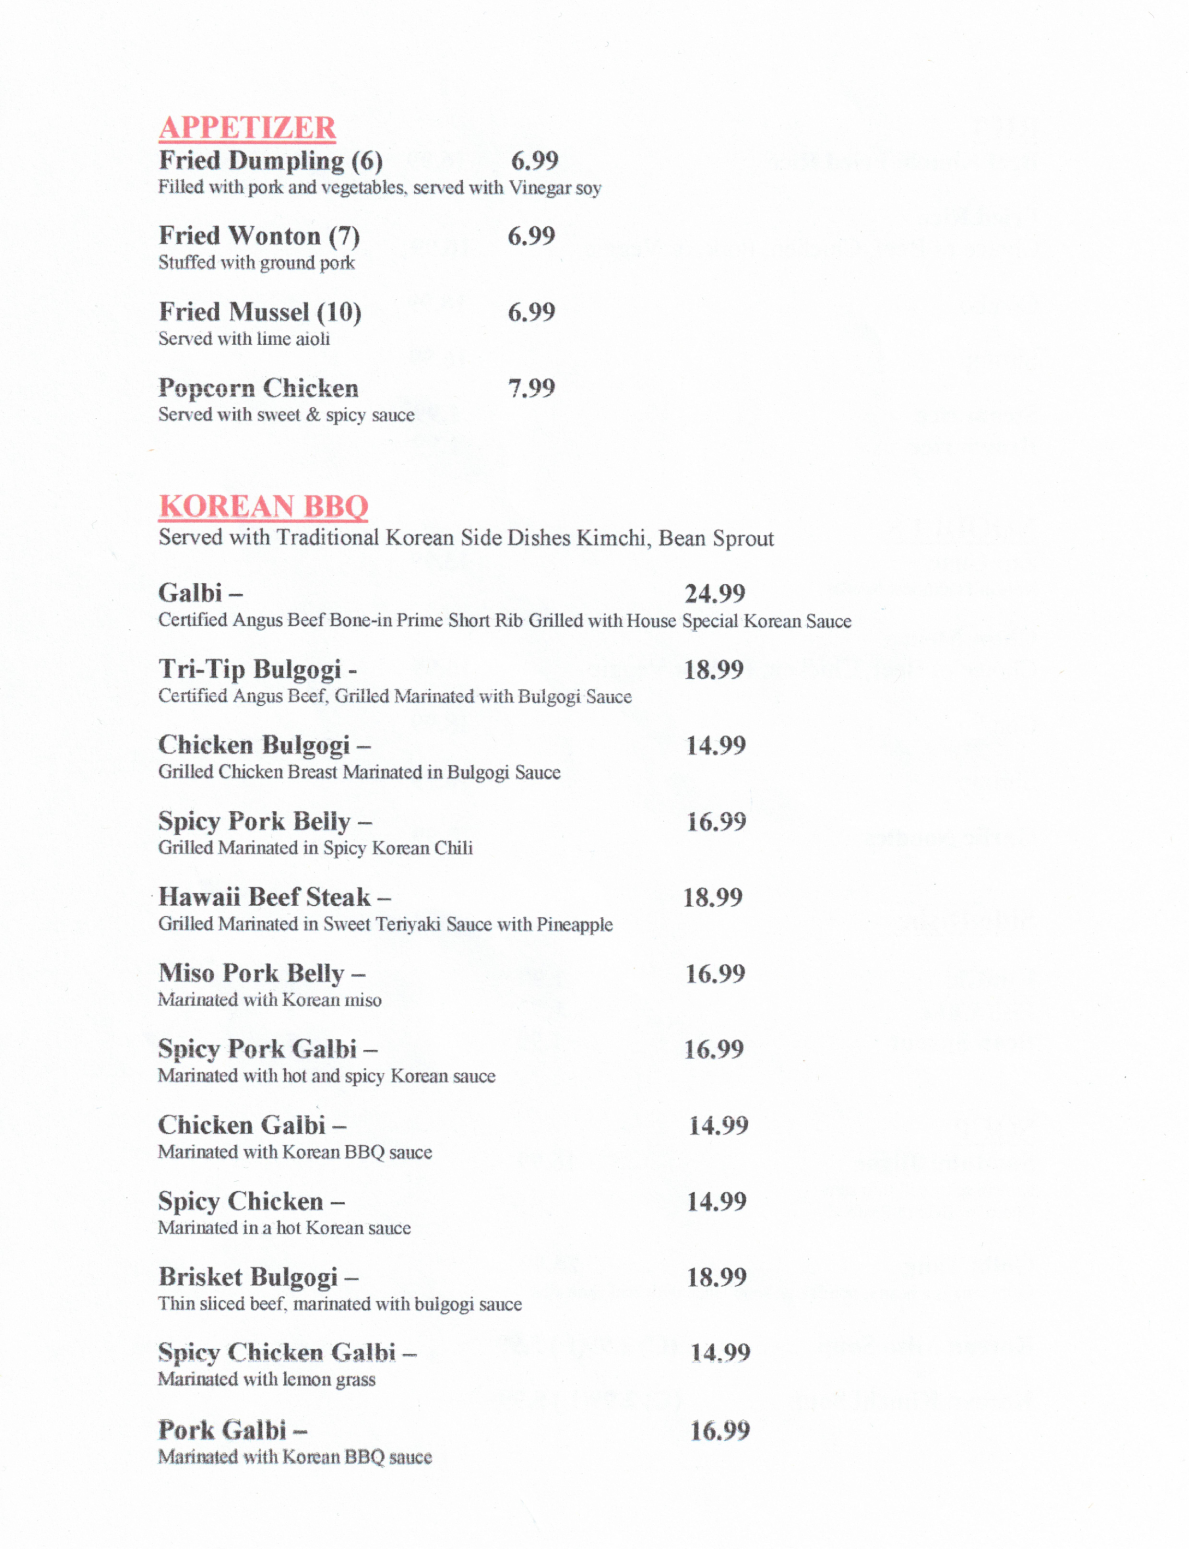 APPETIZER
Fried Dumpling (6) 6.99
Filled with pork and vegetables, served with Vinegar soy
Fried Wonton (7) 6.99
Stuffed with ground pork
Fried Mussel (10) 6.99
Served with lime aioli
Popcorn Chicken 7.99
Served with sweet & spicy sauce
KOREAN BBQ
Served with Traditional Korean Side Dishes Kimchi, Bean Sprout
Galbi – 24.99
Certified Angus Beef Bone-in Prime Short Rib Grilled with House Special Korean Sauce
Tri-Tip Bulgogi - 18.99
Certified Angus Beef, Grilled Marinated with Bulgogi Sauce
Chicken Bulgogi – 14.99
Grilled Chicken Breast Marinated in Bulgogi Sauce
Spicy Pork Belly – 16.99
Grilled Marinated in Spicy Korean Chili
Hawaii Beef Steak – 18.99
Grilled Marinated in Sweet Teriyaki Sauce with Pineapple
Miso Pork Belly – 16.99
Marinated with Korean miso
Spicy Pork Galbi – 16.99
Marinated with hot and spicy Korean sauce
Chicken Galbi – 14.99
Marinated with Korean BBQ sauce
Spicy Chicken – 14.99
Marinated in a hot Korean sauce
Brisket Bulgogi – 18.99
Thin sliced beef, marinated with bulgogi sauce
Spicy Chicken Galbi – 14.99
Marinated with lemon grass
Pork Galbi – 16.99
Marinated with Korean BBQ sauce